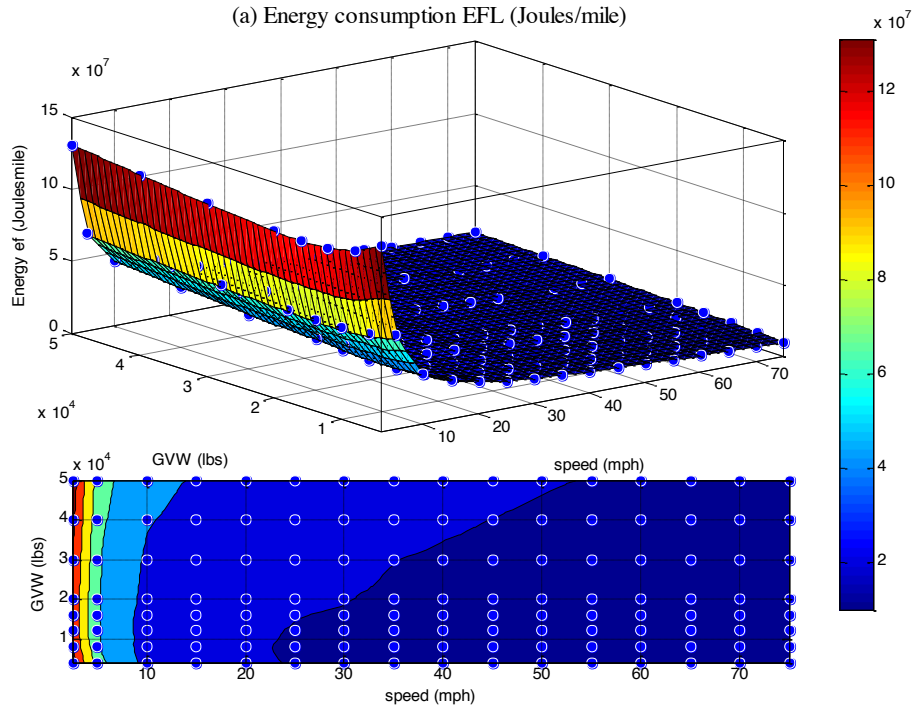 (a) Energy consumption EFL (Joules/mile)
x 10^7
x 10^7
15
10
5
0
Energy ef (Joulesmile)
5
4
3
2
1
x 10^4
GVW (lbs)
10
20
30
40
50
60
70
speed (mph)
12
10
8
6
4
2
x 10^4
5
4
3
2
1
GVW (lbs)
10 20 30 40 50 60 70
speed (mph)